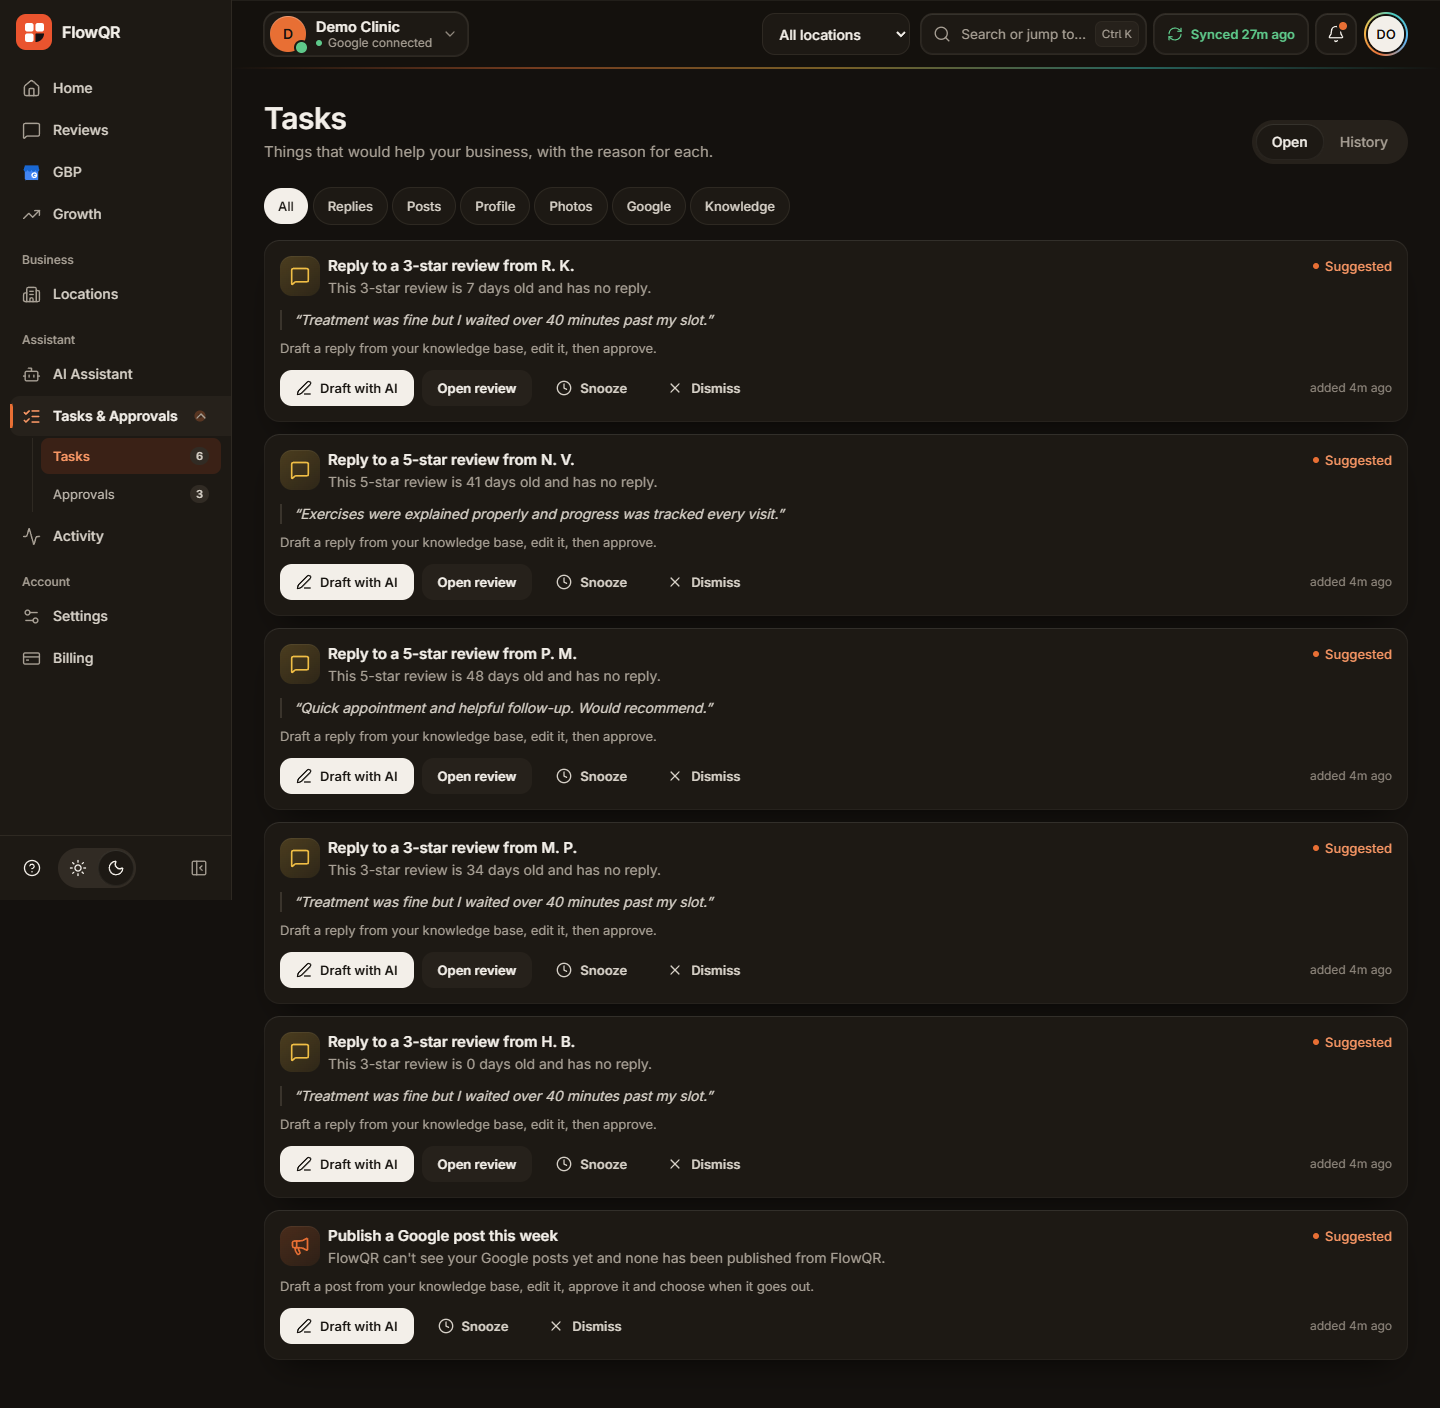 FlowQR
Demo Clinic
Google connected
All locations
Search or jump to...
Ctrl K
Synced 27m ago
DO
D
Home
Reviews
GBP
Growth
Business
Locations
Assistant
AI Assistant
Tasks & Approvals
Tasks 6
Approvals 3
Activity
Account
Settings
Billing
Tasks
Things that would help your business, with the reason for each.
Open History
All Replies Posts Profile Photos Google Knowledge
Reply to a 3-star review from R. K.
Suggested
This 3-star review is 7 days old and has no reply.
“Treatment was fine but I waited over 40 minutes past my slot.”
Draft a reply from your knowledge base, edit it, then approve.
Draft with AI Open review Snooze Dismiss added 4m ago
Reply to a 5-star review from N. V.
Suggested
This 5-star review is 41 days old and has no reply.
“Exercises were explained properly and progress was tracked every visit.”
Draft a reply from your knowledge base, edit it, then approve.
Draft with AI Open review Snooze Dismiss added 4m ago
Reply to a 5-star review from P. M.
Suggested
This 5-star review is 48 days old and has no reply.
“Quick appointment and helpful follow-up. Would recommend.”
Draft a reply from your knowledge base, edit it, then approve.
Draft with AI Open review Snooze Dismiss added 4m ago
Reply to a 3-star review from M. P.
Suggested
This 3-star review is 34 days old and has no reply.
“Treatment was fine but I waited over 40 minutes past my slot.”
Draft a reply from your knowledge base, edit it, then approve.
Draft with AI Open review Snooze Dismiss added 4m ago
Reply to a 3-star review from H. B.
Suggested
This 3-star review is 0 days old and has no reply.
“Treatment was fine but I waited over 40 minutes past my slot.”
Draft a reply from your knowledge base, edit it, then approve.
Draft with AI Open review Snooze Dismiss added 4m ago
Publish a Google post this week
Suggested
FlowQR can't see your Google posts yet and none has been published from FlowQR.
Draft a post from your knowledge base, edit it, approve it and choose when it goes out.
Draft with AI Snooze Dismiss added 4m ago